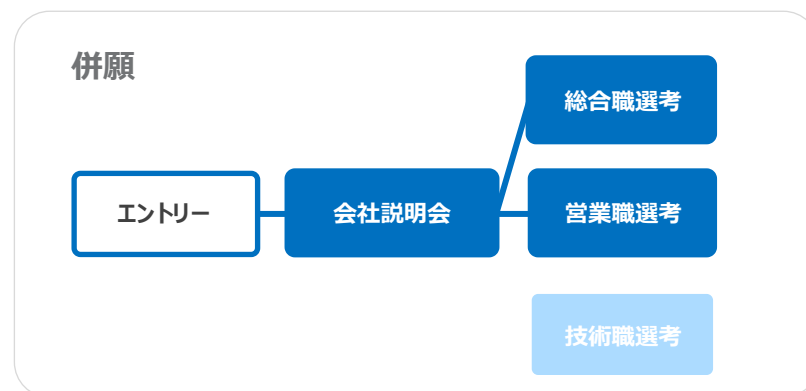 併願
総合職選考
エントリー
会社説明会
営業職選考
技術職選考